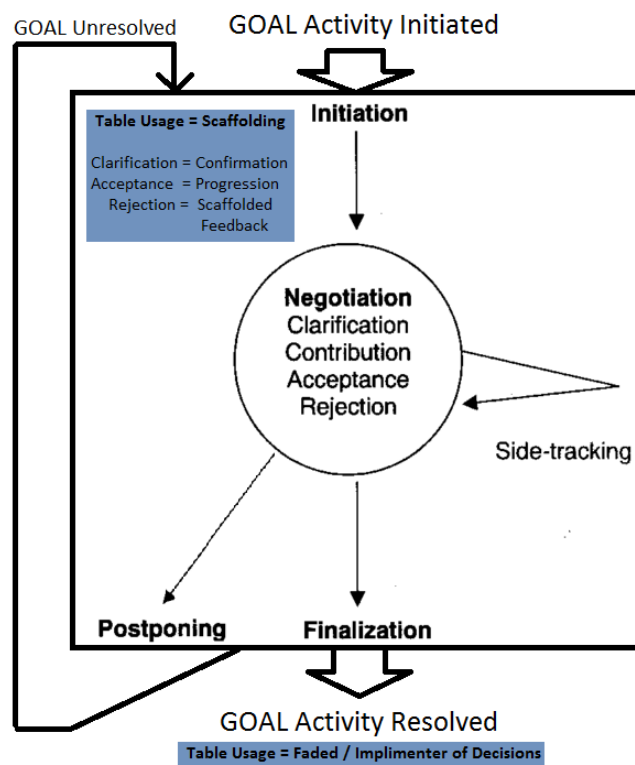 GOAL Unresolved
GOAL Activity Initiated
Table Usage = Scaffolding
Clarification = Confirmation
Acceptance = Progression
Rejection = Scaffolded
Feedback
Initiation
Negotiation
Clarification
Contribution
Acceptance
Rejection
Side-tracking
Postponing
Finalization
GOAL Activity Resolved
Table Usage = Faded / Implimenter of Decisions